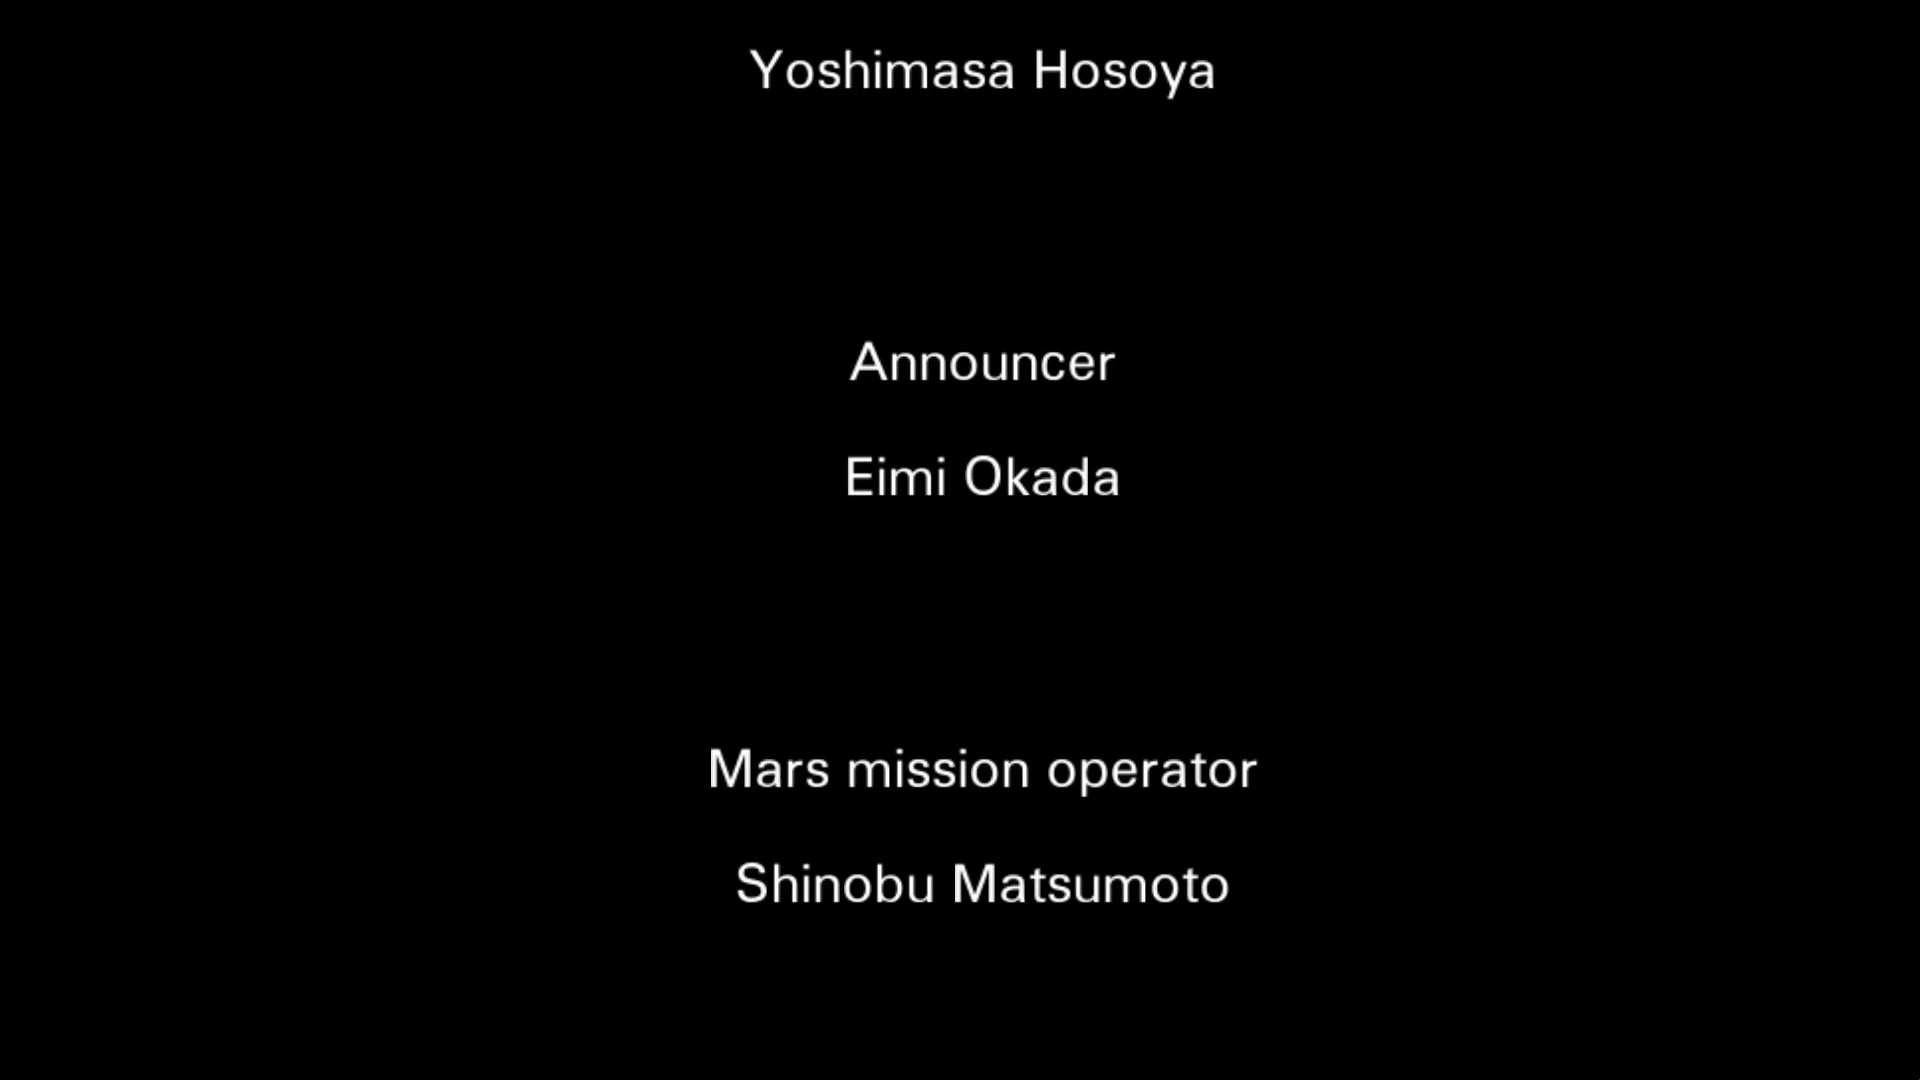 Yoshimasa Hosoya
Announcer
Eimi Okada
Mars mission operator
Shinobu Matsumoto